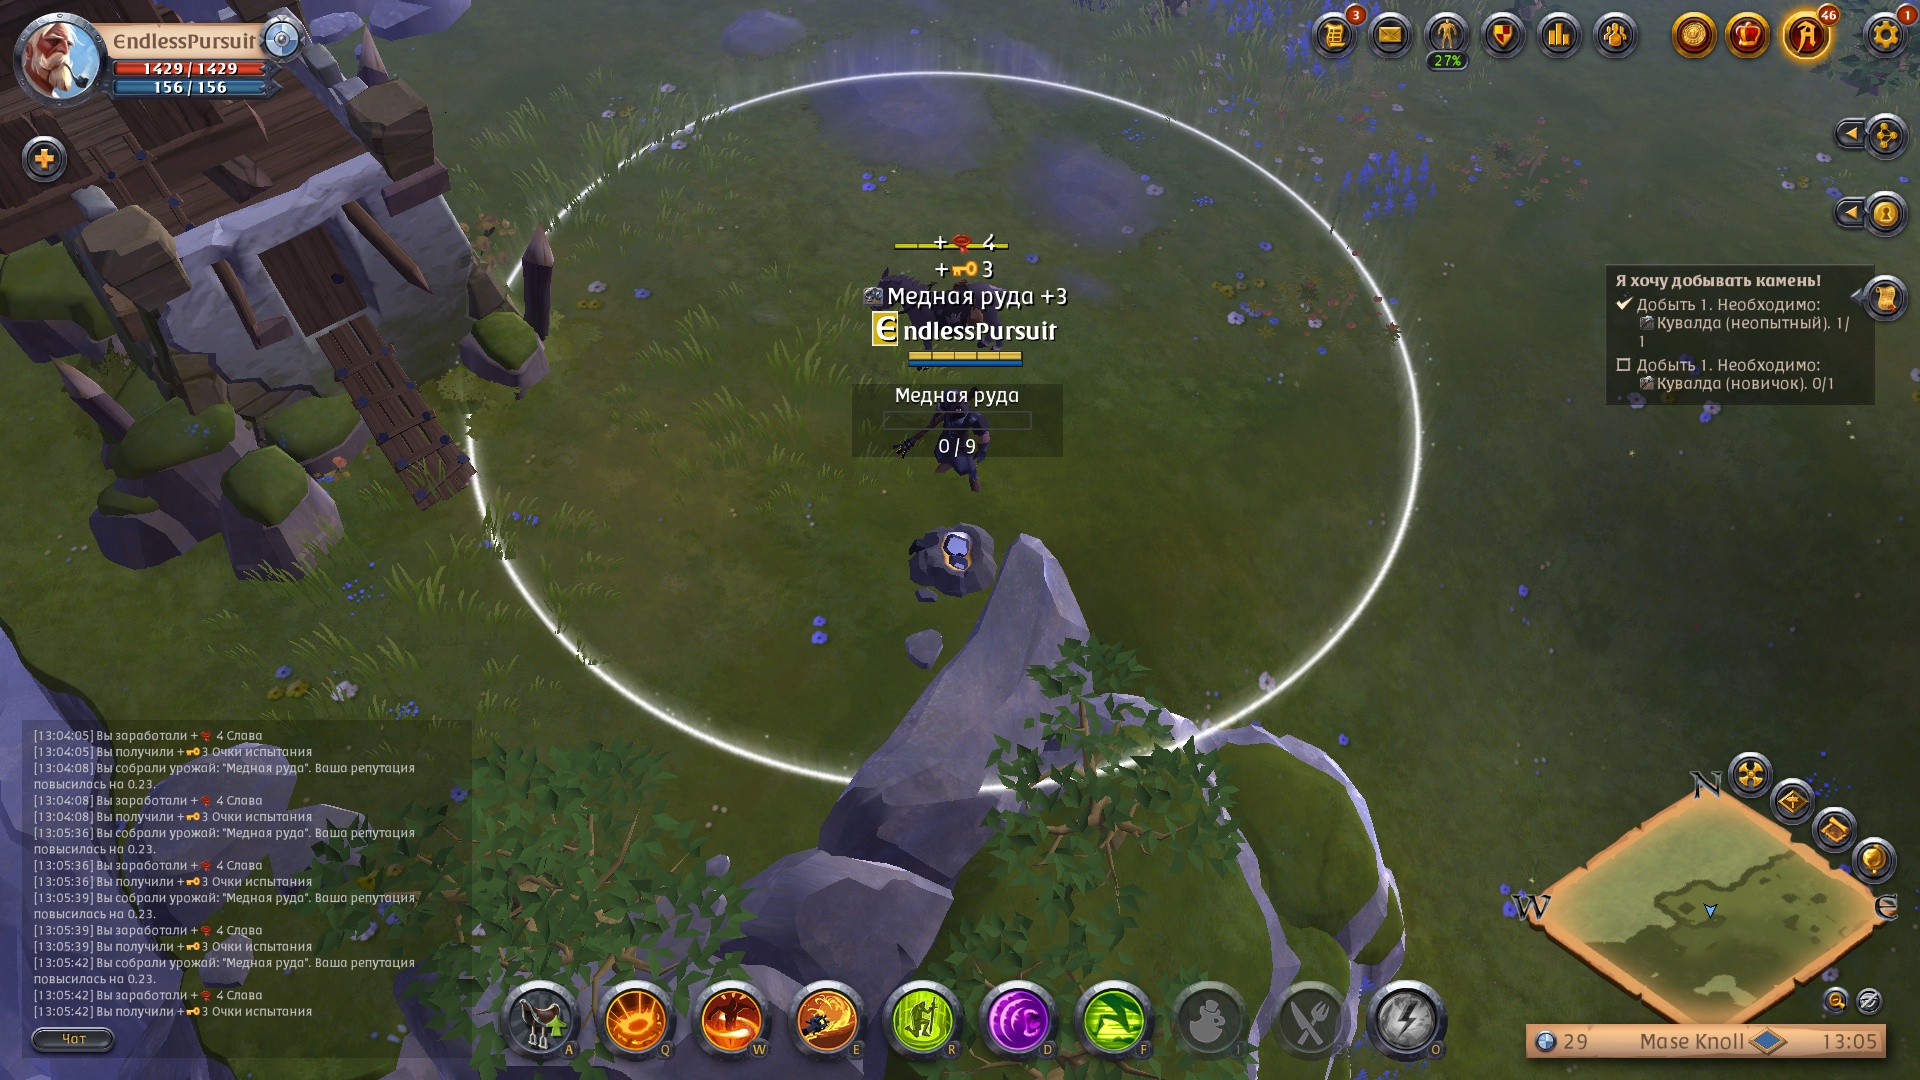 EndlessPursuit
1429 / 1429
156 / 156
3
27%
46
1
+ 4
+ 3
Медная руда +3
EndlessPursuit
Медная руда
0 / 9
Я хочу добывать камень!
Добыть 1. Необходимо:
Кувалда (неопытный). 1/
1
Добыть 1. Необходимо:
Кувалда (новичок). 0/1
[13:04:05] Вы заработали + 4 Слава
[13:04:05] Вы получили + 3 Очки испытания
[13:04:08] Вы собрали урожай: "Медная руда". Ваша репутация
повысилась на 0.23.
[13:04:08] Вы заработали + 4 Слава
[13:04:08] Вы получили + 3 Очки испытания
[13:05:36] Вы собрали урожай: "Медная руда". Ваша репутация
повысилась на 0.23.
[13:05:36] Вы заработали + 4 Слава
[13:05:36] Вы получили + 3 Очки испытания
[13:05:39] Вы собрали урожай: "Медная руда". Ваша репутация
повысилась на 0.23.
[13:05:39] Вы заработали + 4 Слава
[13:05:39] Вы получили + 3 Очки испытания
[13:05:42] Вы собрали урожай: "Медная руда". Ваша репутация
повысилась на 0.23.
[13:05:42] Вы заработали + 4 Слава
[13:05:42] Вы получили + 3 Очки испытания
Чат
A Q W E R D F 1 2 O
N
W E
29 Mase Knoll 13:05